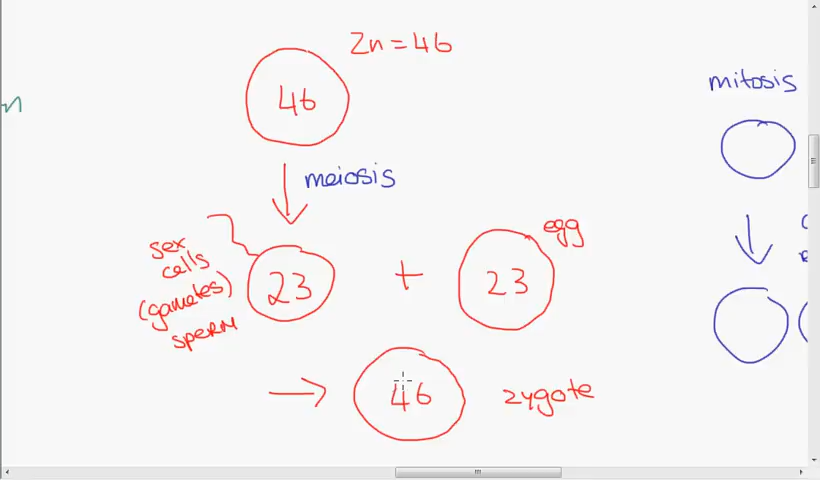 2n = 46
46
mitosis
meiosis
sex
cells
(gametes)
sperm
23
+
23
egg
46
zygote